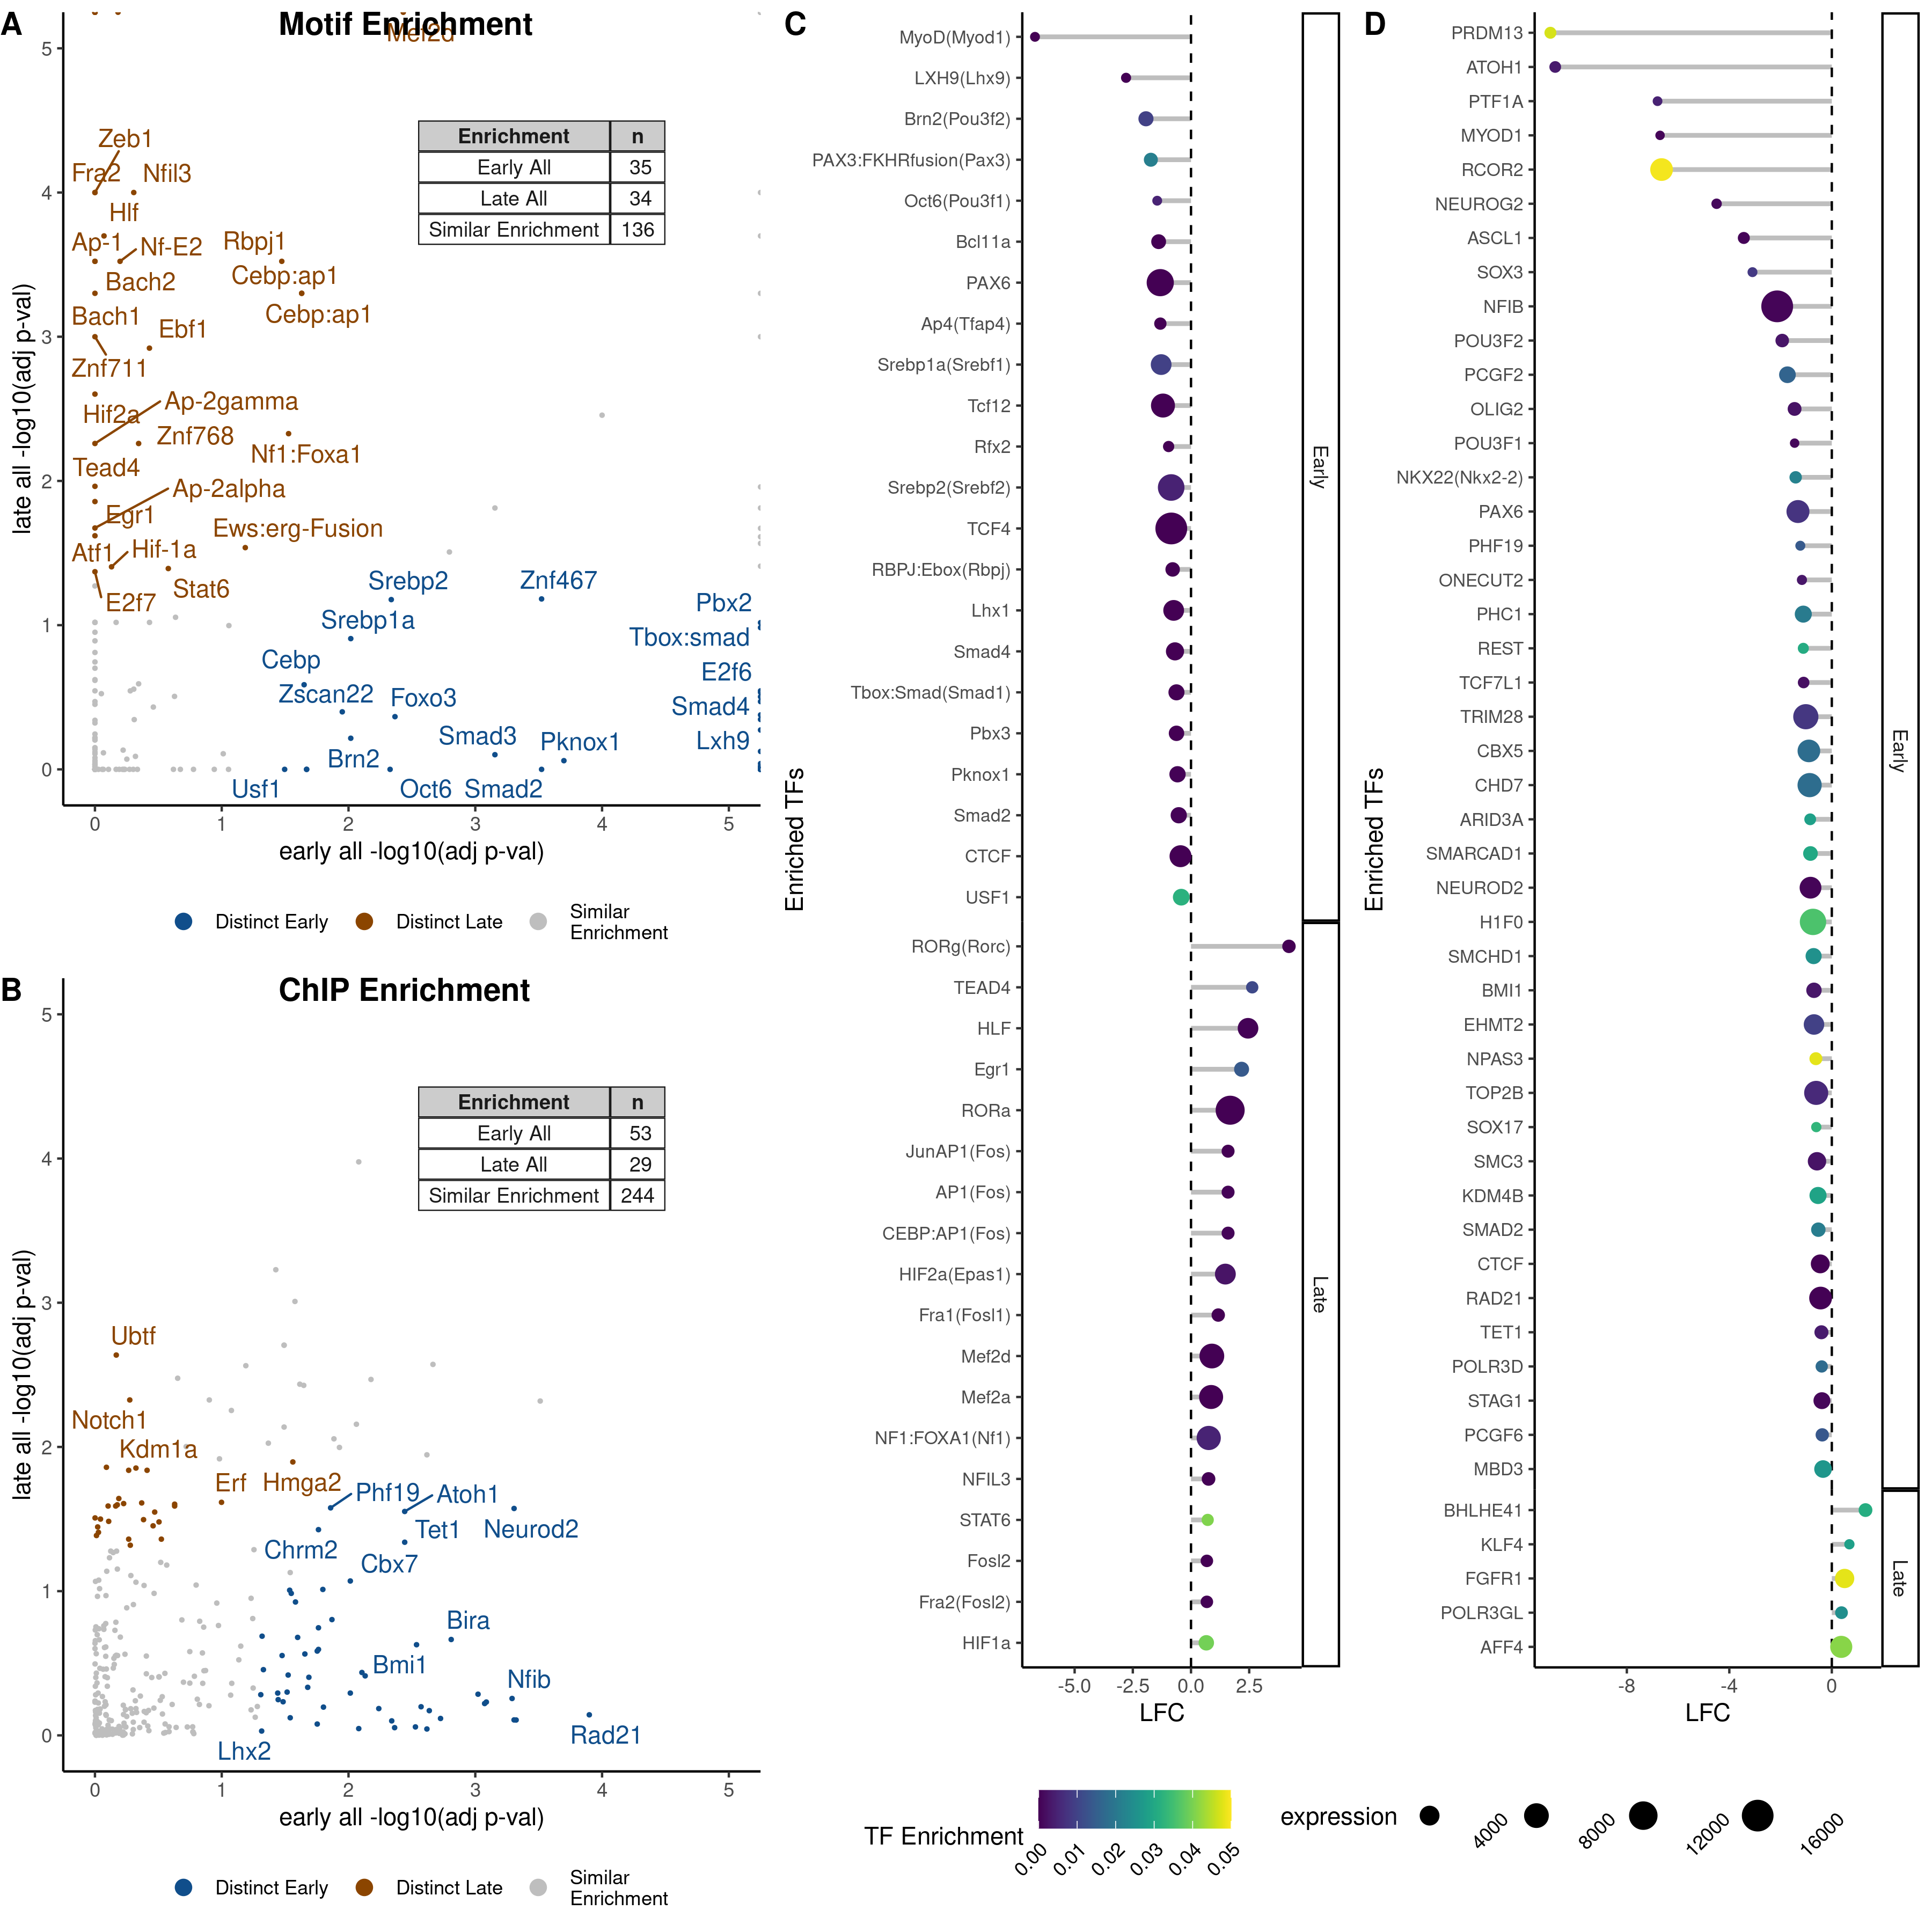 A
Motif Enrichment
Mef2d
late all -log10(adj p-val)
5
4
3
2
1
0
Zeb1
Fra2
Nfil3
Hlf
Ap-1
Nf-E2
Rbpj1
Bach2
Cebp:ap1
Bach1
Cebp:ap1
Ebf1
Znf711
Hif2a
Ap-2gamma
Znf768
Nf1:Foxa1
Tead4
Ap-2alpha
Egr1
Ews:erg-Fusion
Atf1
Hif-1a
Stat6
E2f7
Srebp2
Znf467
Srebp1a
Pbx2
Tbox:smad
Cebp
E2f6
Zscan22
Foxo3
Smad4
Smad3
Pknox1
Lxh9
Brn2
Usf1
Oct6
Smad2
Enrichment n
Early All 35
Late All 34
Similar Enrichment 136
0 1 2 3 4 5
early all -log10(adj p-val)
Distinct Early
Distinct Late
Similar
Enrichment
B
ChIP Enrichment
late all -log10(adj p-val)
5
4
3
2
1
0
Enrichment n
Early All 53
Late All 29
Similar Enrichment 244
Ubtf
Notch1
Kdm1a
Erf
Hmga2
Phf19
Atoh1
Tet1
Neurod2
Chrm2
Cbx7
Bira
Bmi1
Nfib
Rad21
Lhx2
0 1 2 3 4 5
early all -log10(adj p-val)
Distinct Early
Distinct Late
Similar
Enrichment
C
Enriched TFs
MyoD(Myod1)
LXH9(Lhx9)
Brn2(Pou3f2)
PAX3:FKHRfusion(Pax3)
Oct6(Pou3f1)
Bcl11a
PAX6
Ap4(Tfap4)
Srebp1a(Srebf1)
Tcf12
Rfx2
Srebp2(Srebf2)
TCF4
RBPJ:Ebox(Rbpj)
Lhx1
Smad4
Tbox:Smad(Smad1)
Pbx3
Pknox1
Smad2
CTCF
USF1
RORg(Rorc)
TEAD4
HLF
Egr1
RORa
JunAP1(Fos)
AP1(Fos)
CEBP:AP1(Fos)
HIF2a(Epas1)
Fra1(Fosl1)
Mef2d
Mef2a
NF1:FOXA1(Nf1)
NFIL3
STAT6
Fosl2
Fra2(Fosl2)
HIF1a
Early
Late
-5.0 -2.5 0.0 2.5
LFC
D
Enriched TFs
PRDM13
ATOH1
PTF1A
MYOD1
RCOR2
NEUROG2
ASCL1
SOX3
NFIB
POU3F2
PCGF2
OLIG2
POU3F1
NKX22(Nkx2-2)
PAX6
PHF19
ONECUT2
PHC1
REST
TCF7L1
TRIM28
CBX5
CHD7
ARID3A
SMARCAD1
NEUROD2
H1F0
SMCHD1
BMI1
EHMT2
NPAS3
TOP2B
SOX17
SMC3
KDM4B
SMAD2
CTCF
RAD21
TET1
POLR3D
STAG1
PCGF6
MBD3
BHLHE41
KLF4
FGFR1
POLR3GL
AFF4
Early
Late
-8 -4 0
LFC
TF Enrichment
0.00 0.01 0.02 0.03 0.04 0.05
expression
4000 8000 12000 16000